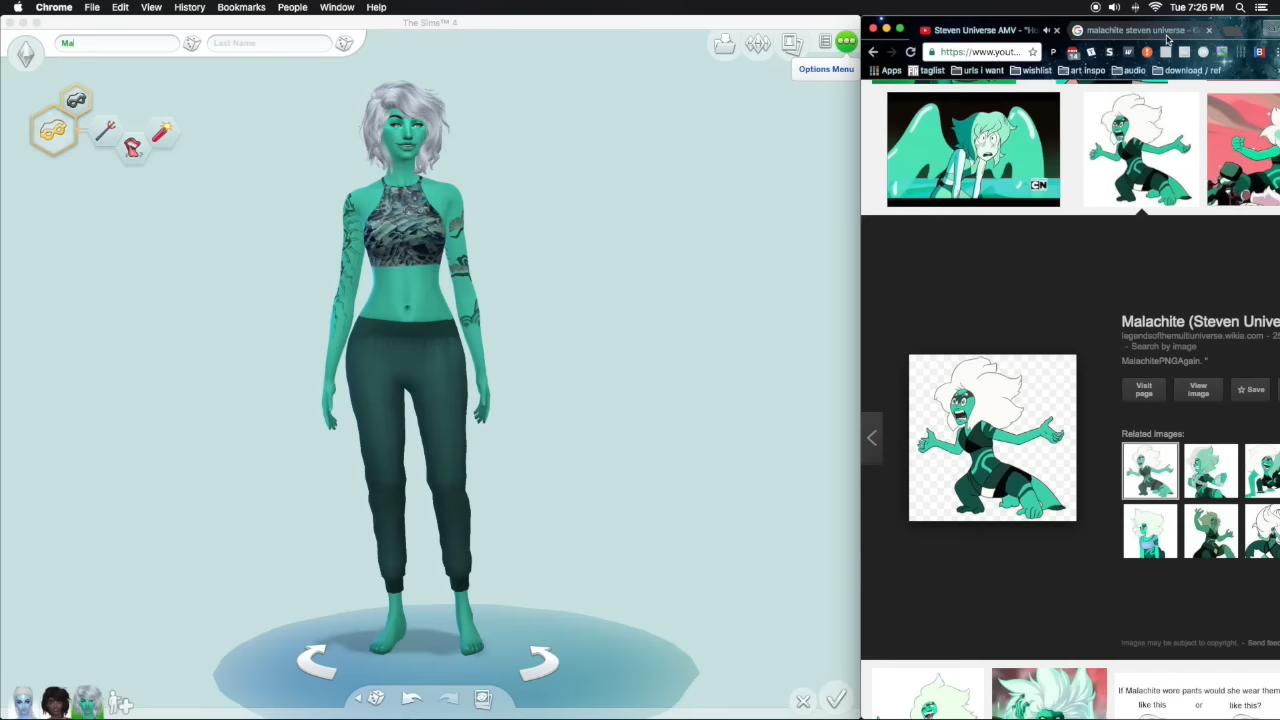 Chrome File Edit View History Bookmarks People Window Help
Tue 7:26 PM
The Sims™ 4
Ma
Last Name
Options Menu
Steven Universe AMV - "Ho
malachite steven universe - G
https://www.yout...
Apps taglist urls i want wishlist art inspo audio download / ref
CN
Malachite (Steven Unive
legendsofthemultiuniverse.wikia.com - 25
- Search by image
MalachitePNGAgain. "
Visit page
View image
Save
Related images:
Images may be subject to copyright. - Send feed
If Malachite wore pants would she wear them
like this or like this?